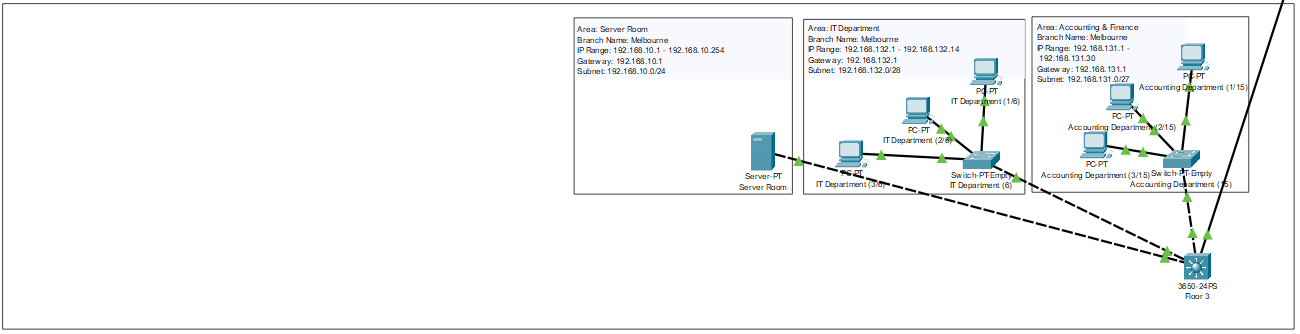 Area: Server Room
Branch Name: Melbourne
IP Range: 192.168.10.1 - 192.168.10.254
Gateway: 192.168.10.1
Subnet: 192.168.10.0/24
Server-PT
Server Room
Area: IT Department
Branch Name: Melbourne
IP Range: 192.168.132.1 - 192.168.132.14
Gateway: 192.168.132.1
Subnet: 192.168.132.0/28
PC-PT
IT Department (1/6)
PC-PT
IT Department (2/6)
PC-PT
IT Department (3/6)
Switch-PT-Empty
IT Department (6)
Area: Accounting & Finance
Branch Name: Melbourne
IP Range: 192.168.131.1 -
192.168.131.30
Gateway: 192.168.131.1
Subnet: 192.168.131.0/27
PC-PT
Accounting Department (1/15)
PC-PT
Accounting Department (2/15)
PC-PT
Accounting Department (3/15)
Switch-PT-Empty
Accounting Department (15)
3650-24PS
Floor 3